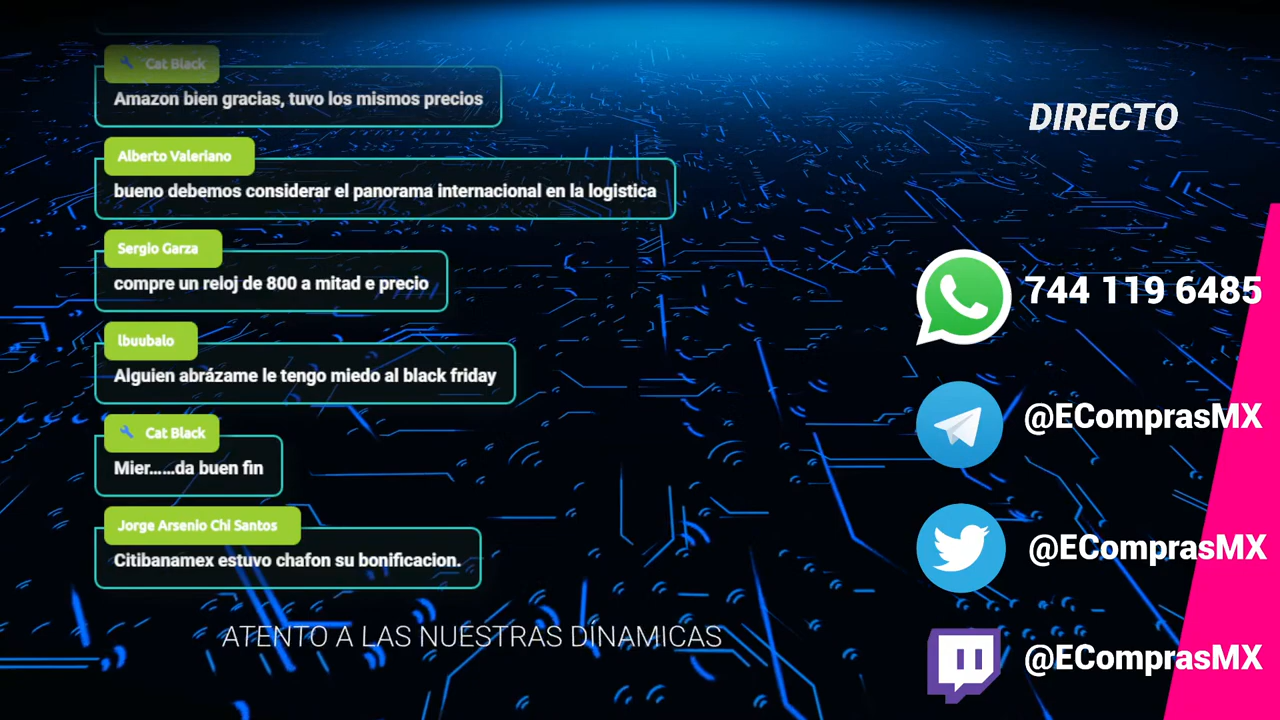 Cat Black
Amazon bien gracias, tuvo los mismos precios
Alberto Valeriano
bueno debemos considerar el panorama internacional en la logistica
Sergio Garza
compre un reloj de 800 a mitad e precio
lbuubalo
Alguien abrázame le tengo miedo al black friday
Cat Black
Mier......da buen fin
Jorge Arsenio Chi Santos
Citibanamex estuvo chafon su bonificacion.
ATENTO A LAS NUESTRAS DÍNAMICAS
DIRECTO
744 119 6485
@EComprasMX
@EComprasMX
@EComprasMX